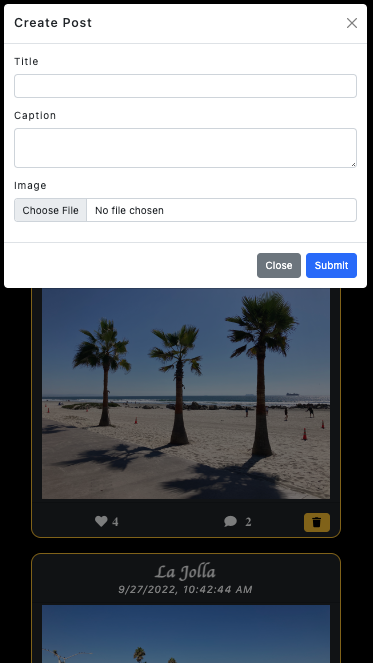 Create Post
Title
Caption
Image
Choose File No file chosen
Close Submit
4 2
La Jolla
9/27/2022, 10:42:44 AM